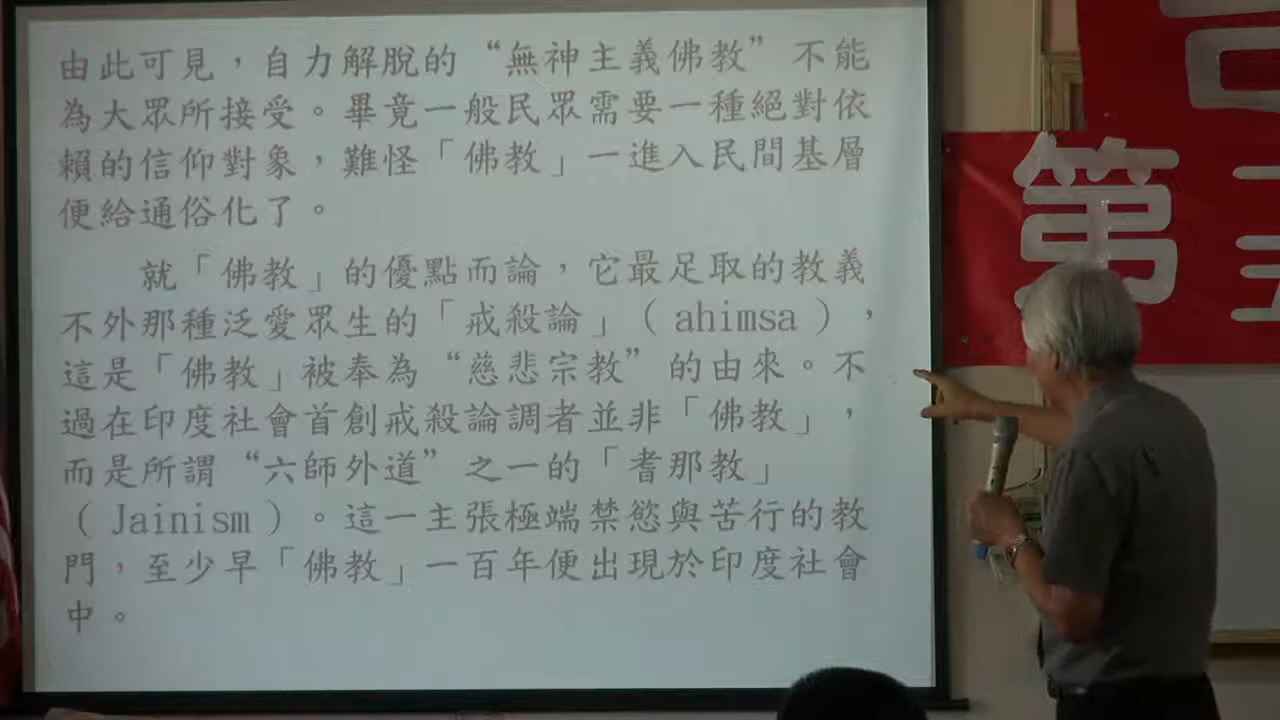 由此可見，自力解脫的“無神主義佛教”不能
為大眾所接受。畢竟一般民眾需要一種絕對依
賴的信仰對象，難怪「佛教」一進入民間基層
便給通俗化了。
就「佛教」的優點而論，它最足取的教義
不外那種泛愛眾生的「戒殺論」（ahimsa），
這是「佛教」被奉為“慈悲宗教”的由來。不
過在印度社會首創戒殺論調者並非「佛教」，
而是所謂“六師外道”之一的「耆那教」
（Jainism）。這一主張極端禁慾與苦行的教
門，至少早「佛教」一百年便出現於印度社會
中。
第